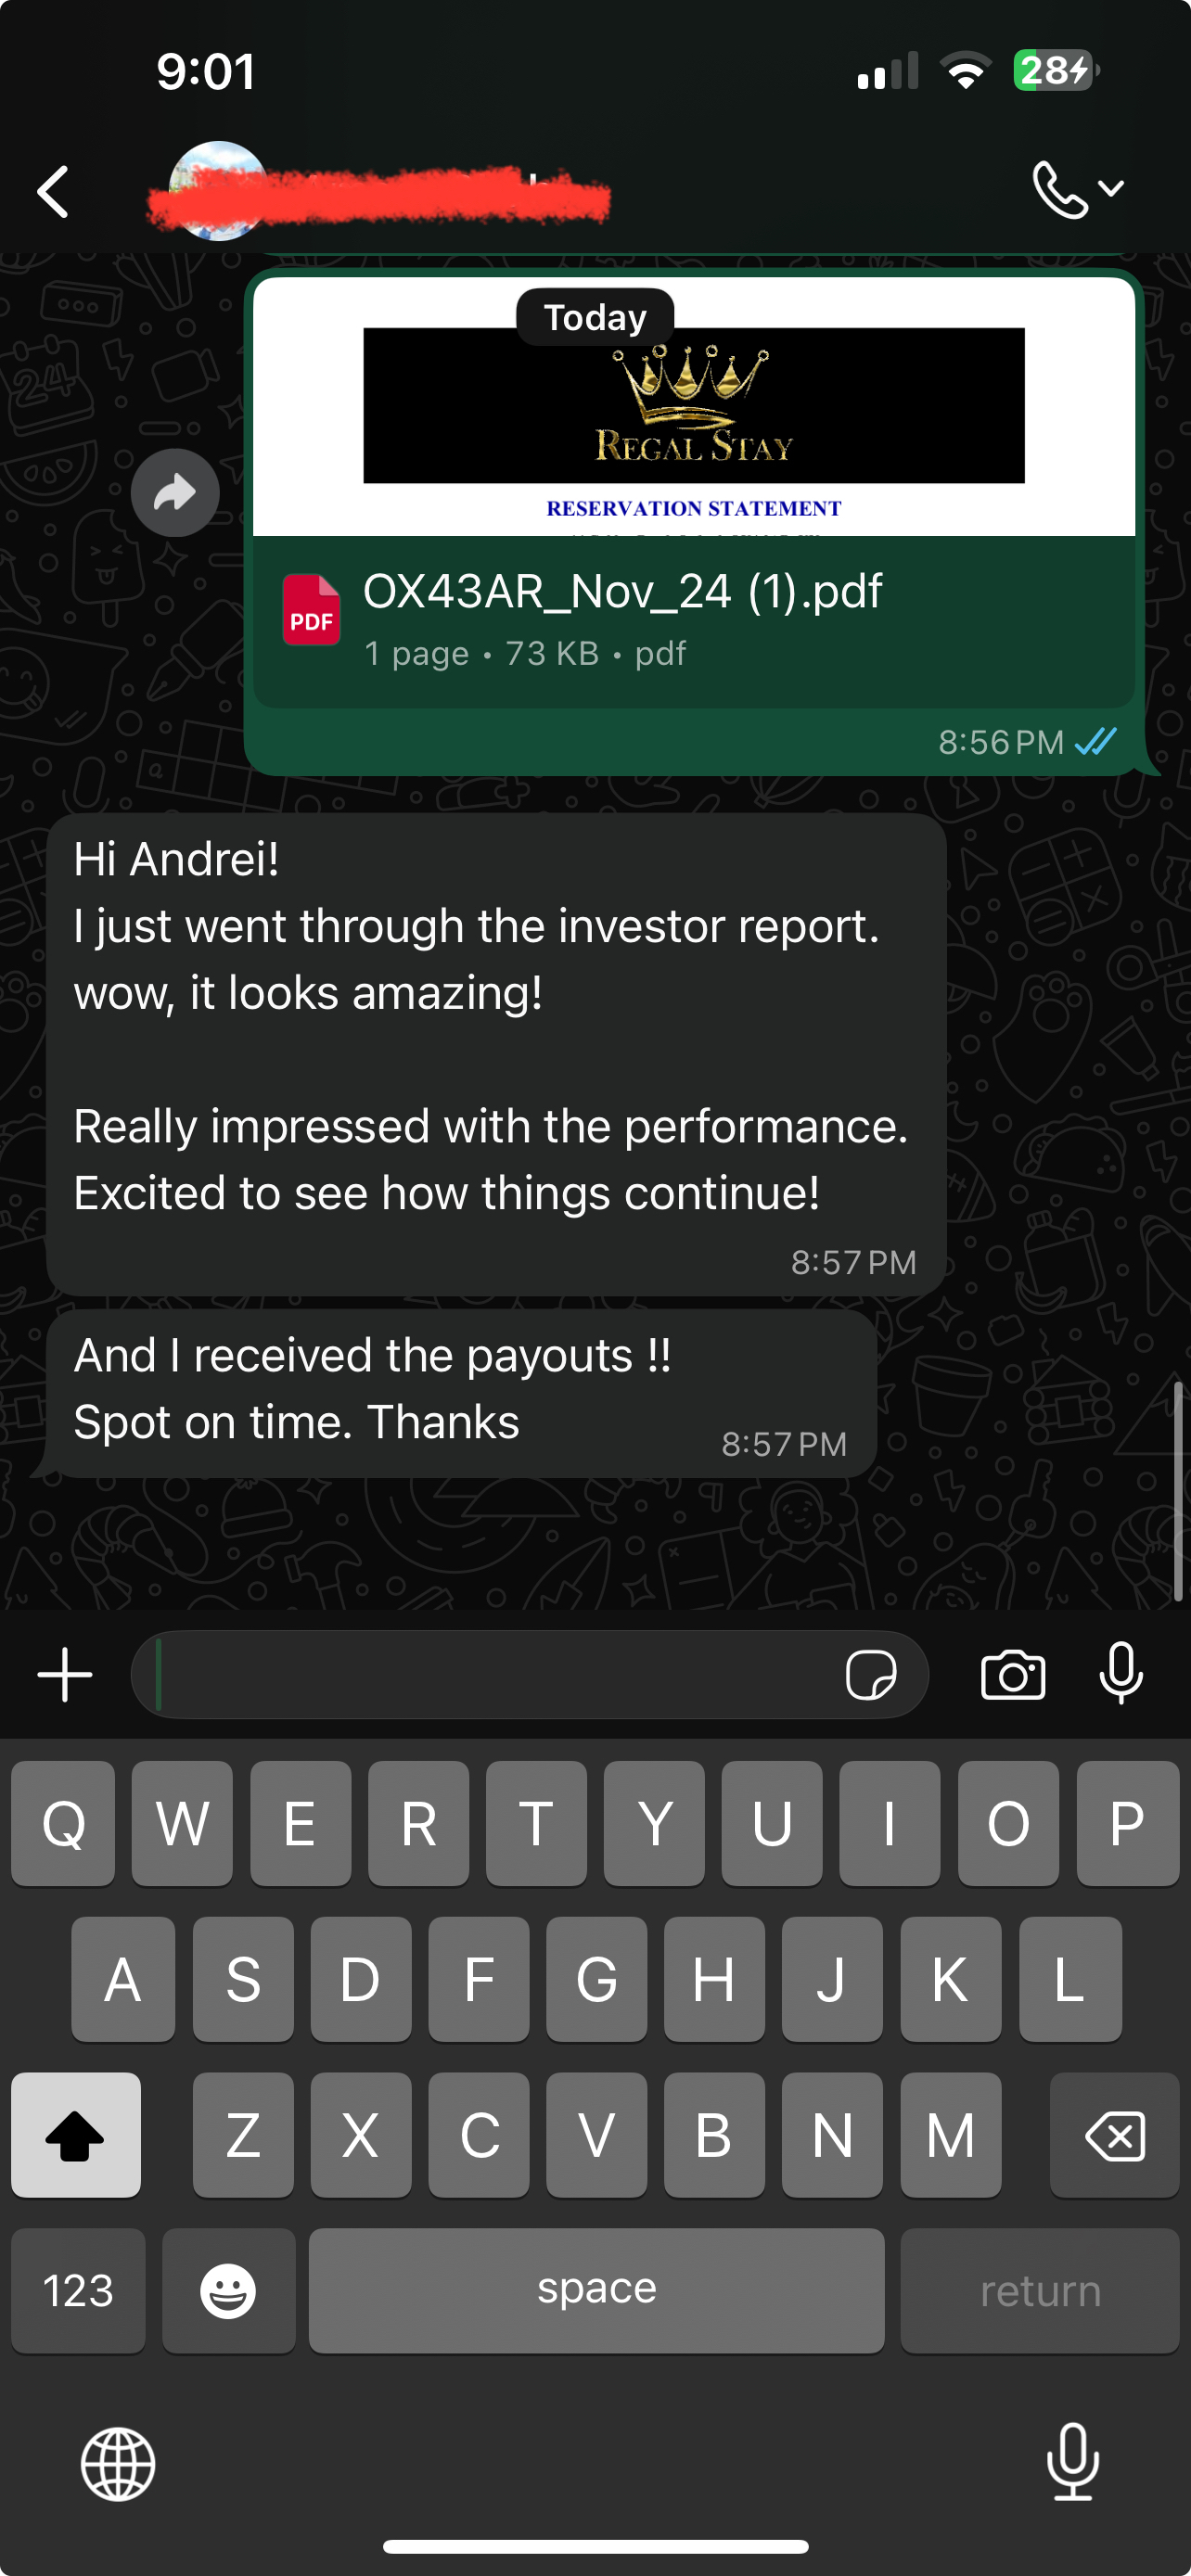 9:01
28
Today
REGAL STAY
RESERVATION STATEMENT
PDF
OX43AR_Nov_24 (1).pdf
1 page • 73 KB • pdf
8:56 PM
Hi Andrei!
I just went through the investor report.
wow, it looks amazing!
Really impressed with the performance.
Excited to see how things continue!
8:57 PM
And I received the payouts !!
Spot on time. Thanks
8:57 PM
Q W E R T Y U I O P
A S D F G H J K L
Z X C V B N M
123 space return